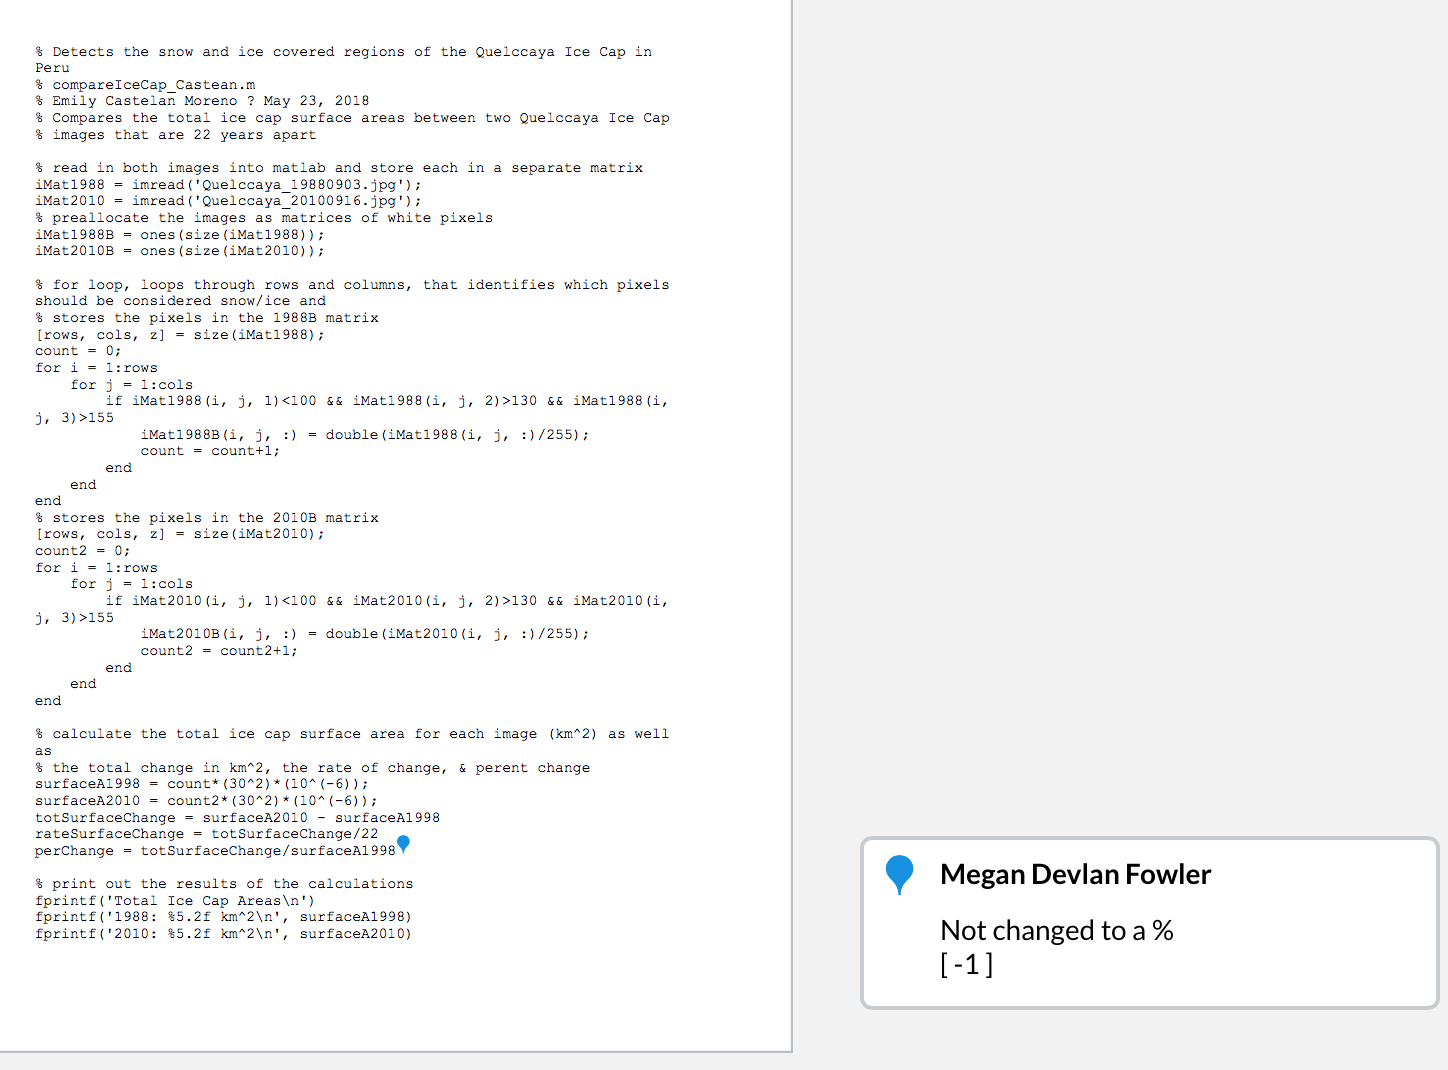 % Detects the snow and ice covered regions of the Quelccaya Ice Cap in
Peru
% compareIceCap_Castean.m
% Emily Castelan Moreno ? May 23, 2018
% Compares the total ice cap surface areas between two Quelccaya Ice Cap
% images that are 22 years apart

% read in both images into matlab and store each in a separate matrix
iMat1988 = imread('Quelccaya_19880903.jpg');
iMat2010 = imread('Quelccaya_20100916.jpg');
% preallocate the images as matrices of white pixels
iMat1988B = ones(size(iMat1988));
iMat2010B = ones(size(iMat2010));

% for loop, loops through rows and columns, that identifies which pixels
should be considered snow/ice and
% stores the pixels in the 1988B matrix
[rows, cols, z] = size(iMat1988);
count = 0;
for i = 1:rows
    for j = 1:cols
        if iMat1988(i, j, 1)<100 && iMat1988(i, j, 2)>130 && iMat1988(i,
j, 3)>155
            iMat1988B(i, j, :) = double(iMat1988(i, j, :)/255);
            count = count+1;
        end
    end
end
% stores the pixels in the 2010B matrix
[rows, cols, z] = size(iMat2010);
count2 = 0;
for i = 1:rows
    for j = 1:cols
        if iMat2010(i, j, 1)<100 && iMat2010(i, j, 2)>130 && iMat2010(i,
j, 3)>155
            iMat2010B(i, j, :) = double(iMat2010(i, j, :)/255);
            count2 = count2+1;
        end
    end
end

% calculate the total ice cap surface area for each image (km^2) as well
as
% the total change in km^2, the rate of change, & perent change
surfaceA1998 = count*(30^2)*(10^(-6));
surfaceA2010 = count2*(30^2)*(10^(-6));
totSurfaceChange = surfaceA2010 - surfaceA1998
rateSurfaceChange = totSurfaceChange/22
perChange = totSurfaceChange/surfaceA1998

% print out the results of the calculations
fprintf('Total Ice Cap Areas\n')
fprintf('1988: %5.2f km^2\n', surfaceA1998)
fprintf('2010: %5.2f km^2\n', surfaceA2010)
Megan Devlan Fowler
Not changed to a %
[ -1 ]